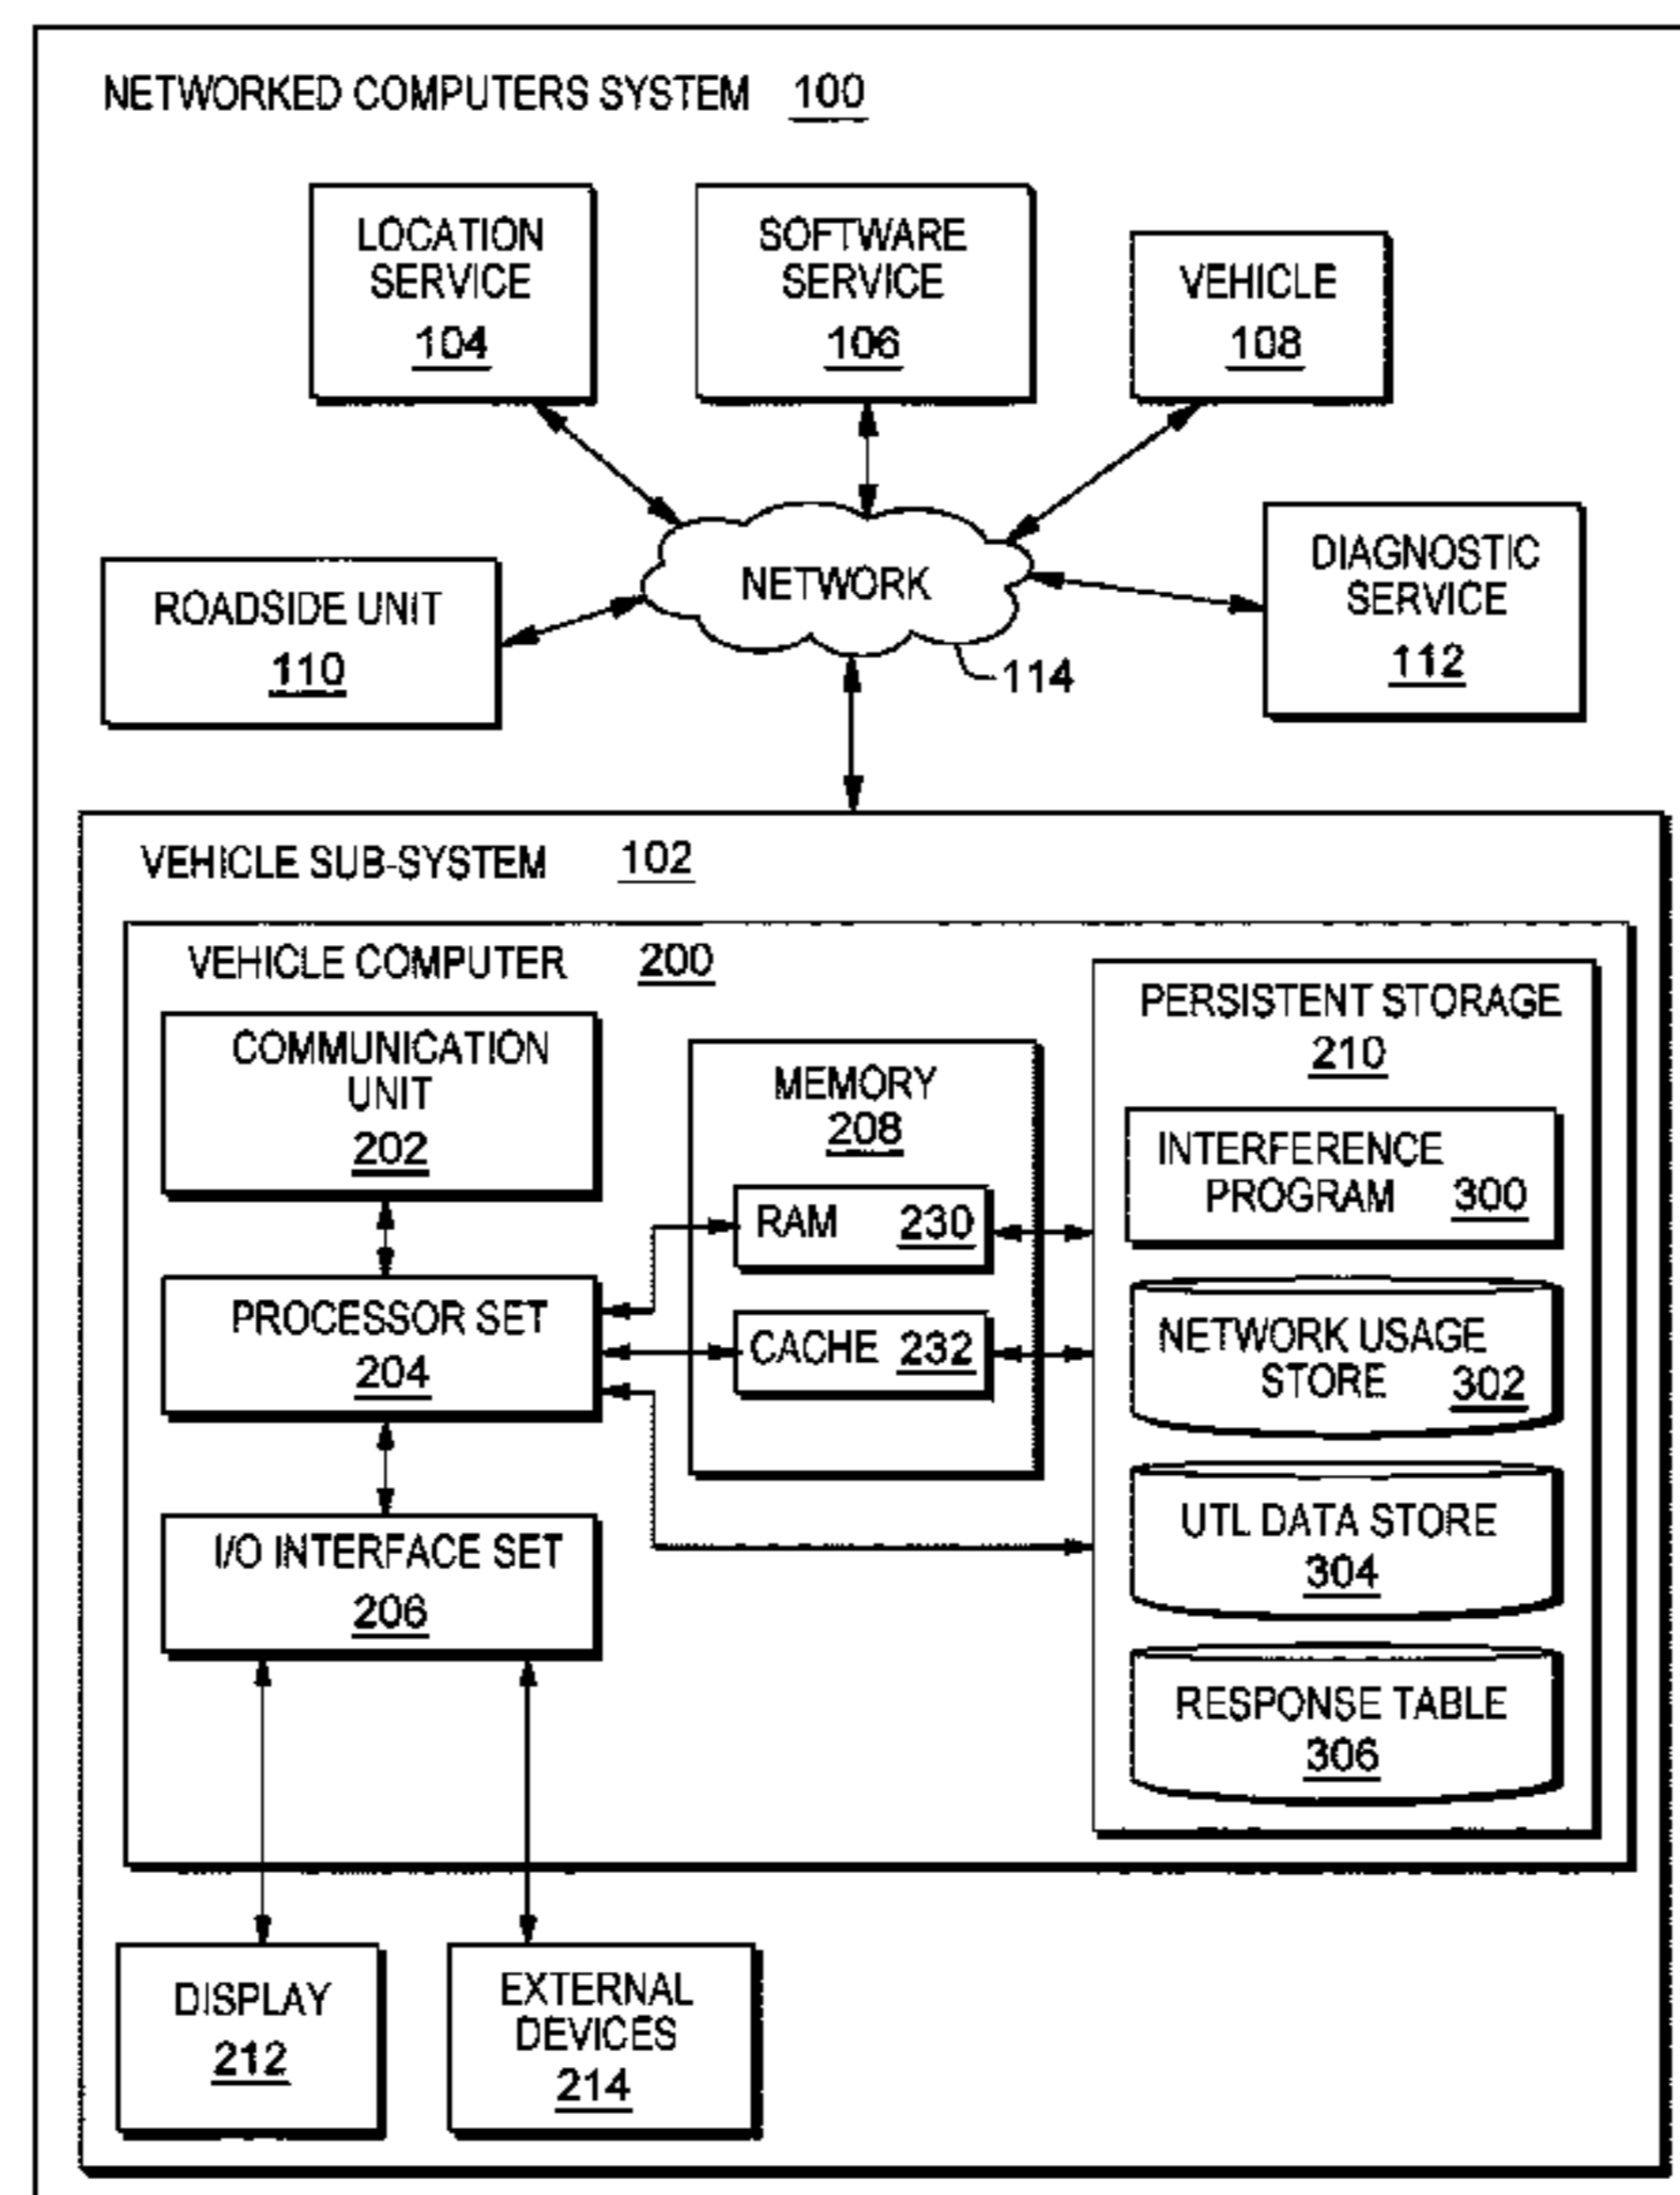 NETWORKED COMPUTERS SYSTEM 100
LOCATION
SERVICE
104
SOFTWARE
SERVICE
106
VEHICLE
108
ROADSIDE UNIT
110
NETWORK
114
DIAGNOSTIC
SERVICE
112
VEHICLE SUB-SYSTEM 102
VEHICLE COMPUTER 200
COMMUNICATION
UNIT
202
PROCESSOR SET
204
I/O INTERFACE SET
206
MEMORY
208
RAM 230
CACHE 232
PERSISTENT STORAGE
210
INTERFERENCE
PROGRAM 300
NETWORK USAGE
STORE 302
UTL DATA STORE
304
RESPONSE TABLE
306
DISPLAY
212
EXTERNAL
DEVICES
214